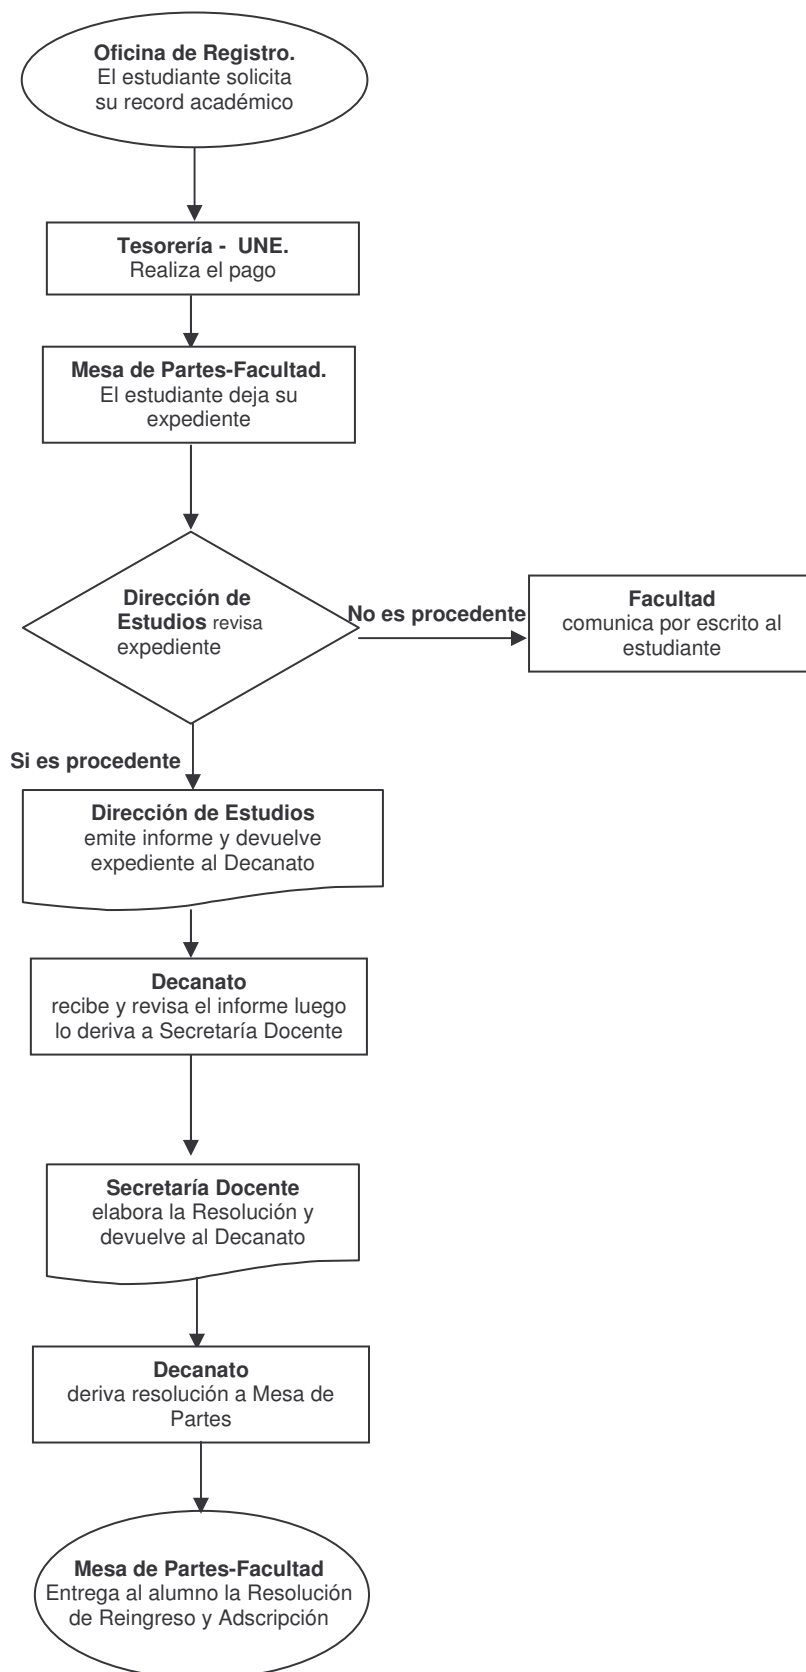 Oficina de Registro.
El estudiante solicita
su record académico
Tesorería - UNE.
Realiza el pago
Mesa de Partes-Facultad.
El estudiante deja su
expediente
Dirección de
Estudios revisa
expediente
No es procedente
Facultad
comunica por escrito al
estudiante
Si es procedente
Dirección de Estudios
emite informe y devuelve
expediente al Decanato
Decanato
recibe y revisa el informe luego
lo deriva a Secretaría Docente
Secretaría Docente
elabora la Resolución y
devuelve al Decanato
Decanato
deriva resolución a Mesa de
Partes
Mesa de Partes-Facultad
Entrega al alumno la Resolución
de Reingreso y Adscripción